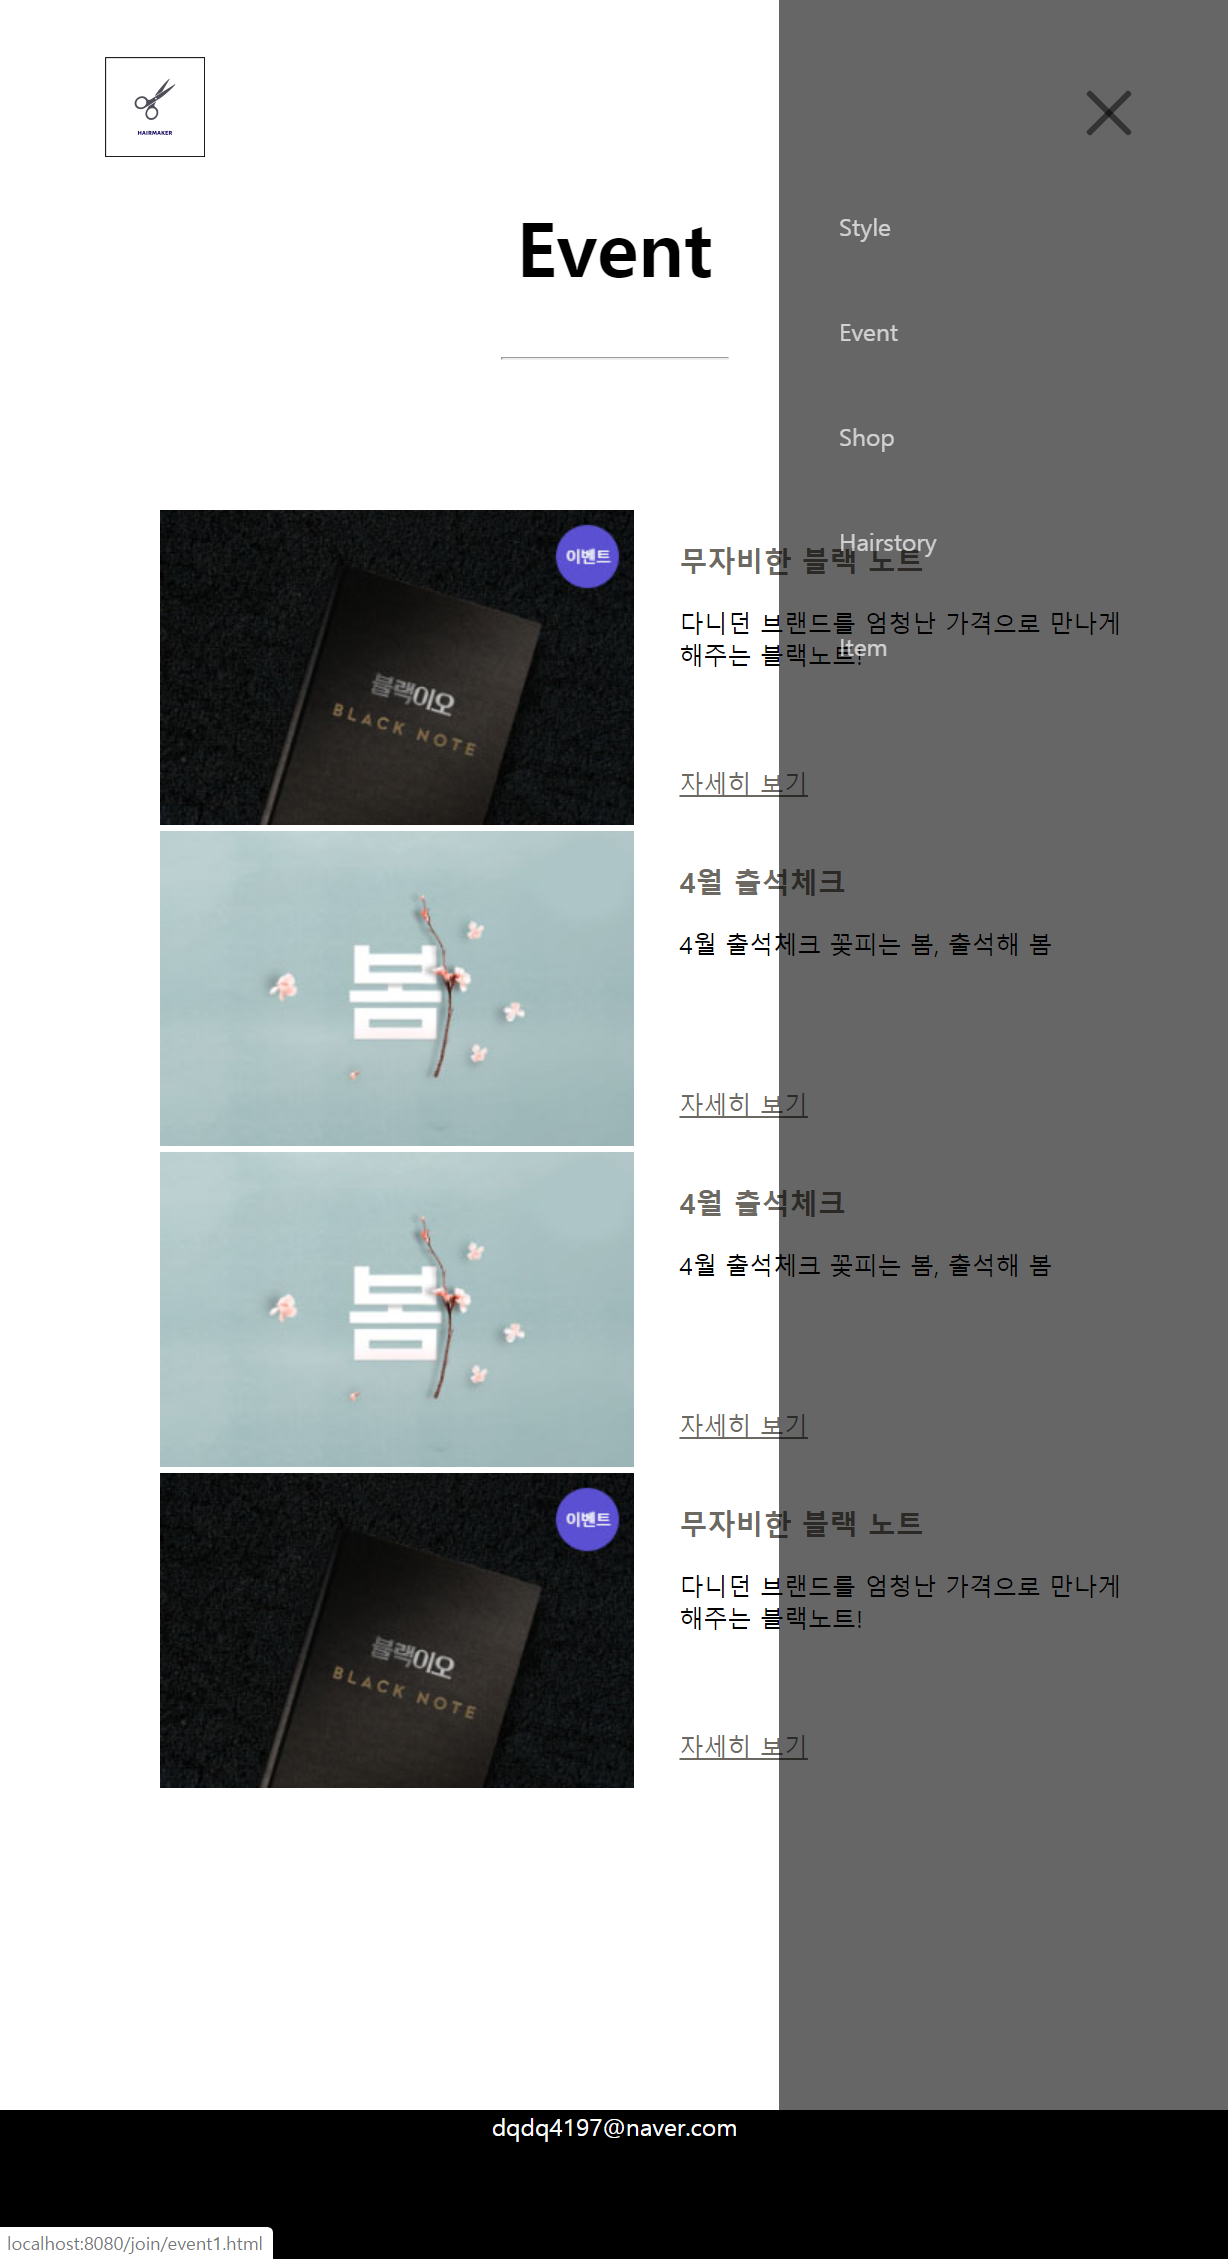 HAIRMAKER
Event
Style
Event
Shop
Hairstory
Item
이벤트
블랙이오
BLACK NOTE
무자비한 블랙 노트
다니던 브랜드를 엄청난 가격으로 만나게
해주는 블랙노트!
자세히 보기
봄
4월 출석체크
4월 출석체크 꽃피는 봄, 출석해 봄
자세히 보기
봄
4월 출석체크
4월 출석체크 꽃피는 봄, 출석해 봄
자세히 보기
이벤트
블랙이오
BLACK NOTE
무자비한 블랙 노트
다니던 브랜드를 엄청난 가격으로 만나게
해주는 블랙노트!
자세히 보기
dqdq4197@naver.com
localhost:8080/join/event1.html